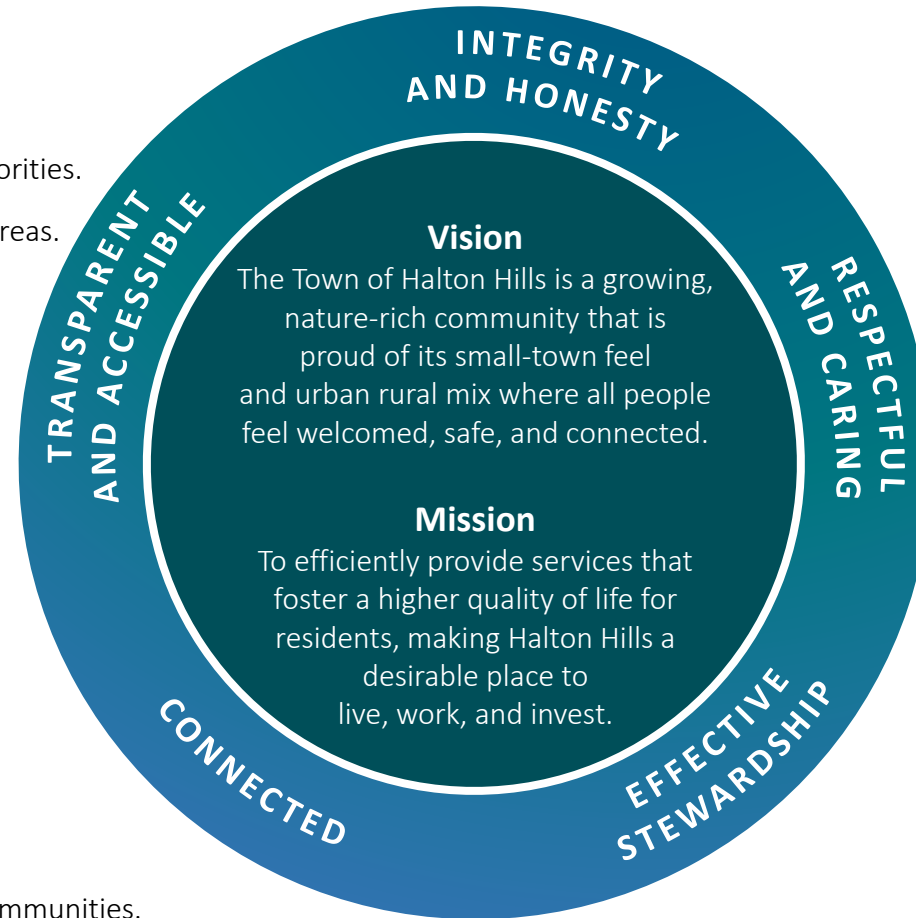 INTEGRITY
AND HONESTY
TRANSPARENT
AND ACCESSIBLE
RESPECTFUL
AND CARING
Vision
The Town of Halton Hills is a growing,
nature-rich community that is
proud of its small-town feel
and urban rural mix where all people
feel welcomed, safe, and connected.
Mission
To efficiently provide services that
foster a higher quality of life for
residents, making Halton Hills a
desirable place to
live, work, and invest.
CONNECTED
EFFECTIVE
STEWARDSHIP